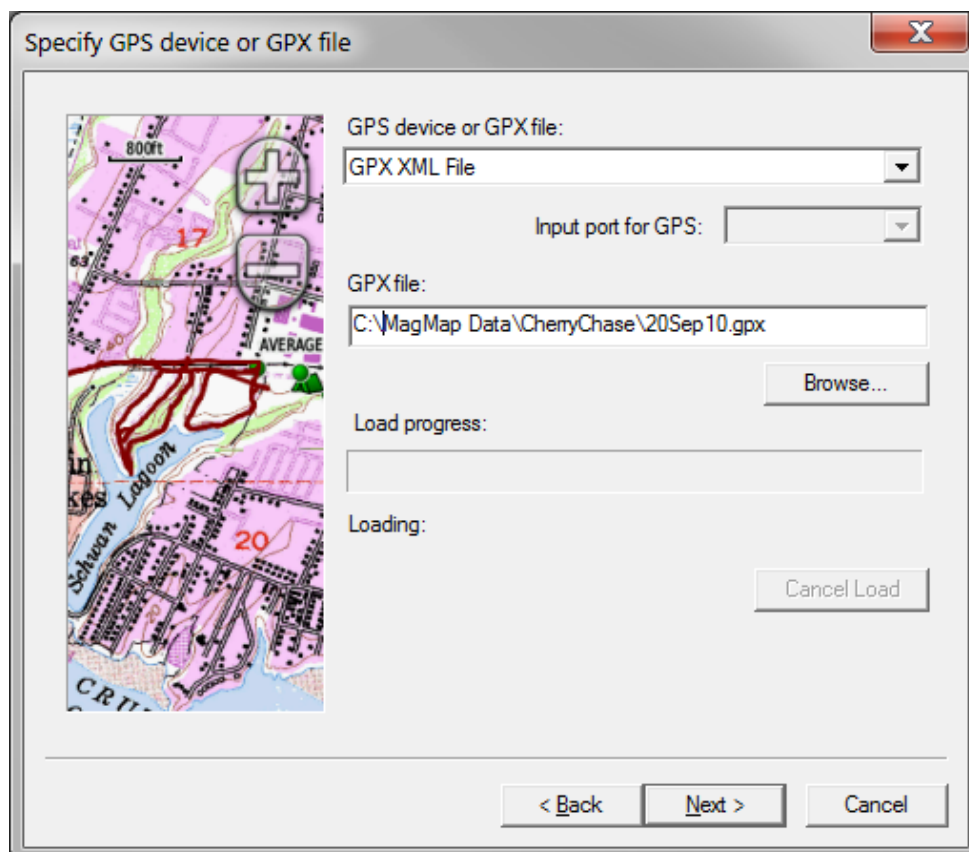 Specify GPS device or GPX file
GPS device or GPX file:
GPX XML File
Input port for GPS:
GPX file:
C:\MagMap Data\CherryChase\20Sep10.gpx
Browse...
Load progress:
Loading:
Cancel Load
800ft
17
63
40
AVERAGE
in
kes
Schwan Lagoon
20
CRU
< Back
Next >
Cancel